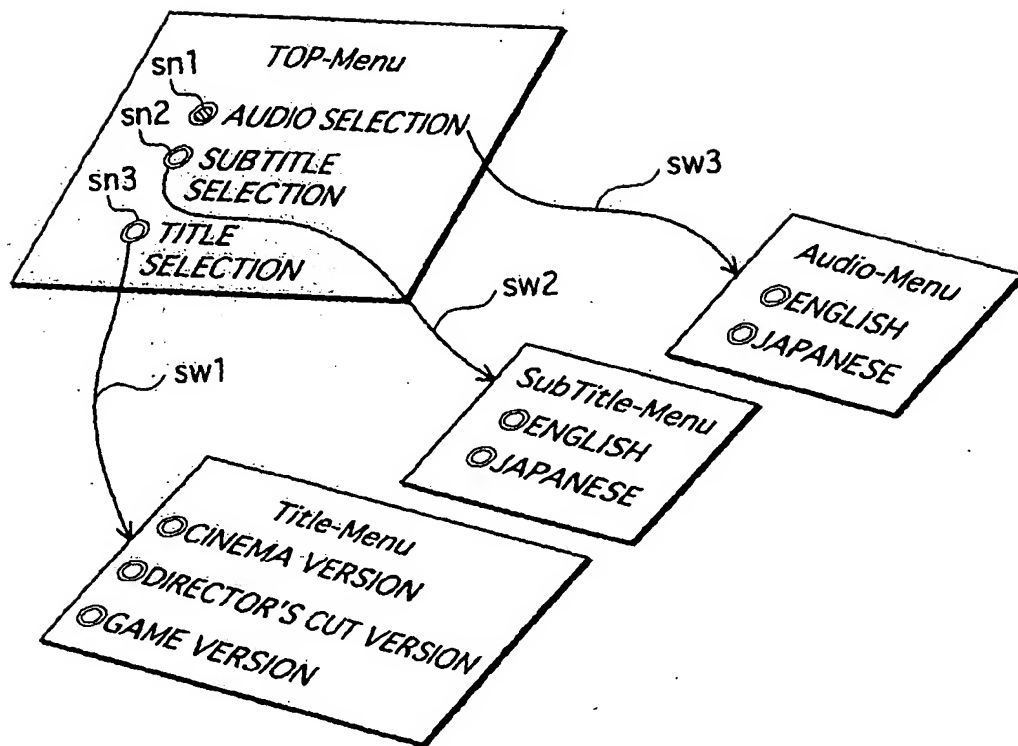 TOP-Menu
sn1
AUDIO SELECTION
sn2
SUBTITLE
SELECTION
sn3
TITLE
SELECTION
sw3
sw2
sw1
Audio-Menu
ENGLISH
JAPANESE
SubTitle-Menu
ENGLISH
JAPANESE
Title-Menu
CINEMA VERSION
DIRECTOR'S CUT VERSION
GAME VERSION